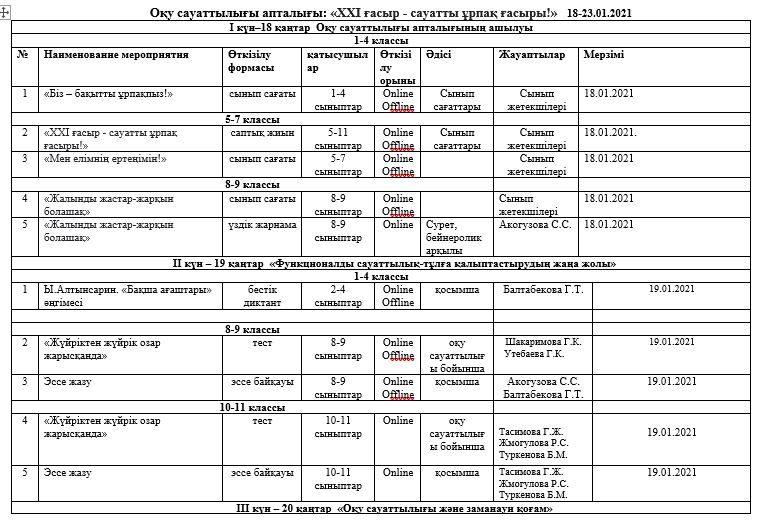 Оқу сауаттылығы апталығы: «XXI ғасыр - сауатты ұрпақ ғасыры!» 18-23.01.2021
I күн–18 қаңтар Оқу сауаттылығы апталығының ашылуы
1-4 классы
№ Наименование мероприятия Өткізілу қатысушыл Өткізі Әдісі Жауаптылар Мерзімі
формасы ар лу
орыны
1 «Біз – бақытты ұрпақпыз!» сынып сағаты 1-4 Online Сынып Сынып 18.01.2021
сыныптар Offline сағаттары жетекшілері
5-7 классы
2 «XXI ғасыр - сауатты ұрпақ саптық жиын 5-11 Online Сынып Сынып 18.01.2021.
ғасыры!» сыныптар Offline сағаттары жетекшілері
3 «Мен елімнің ертеңімін!» сынып сағаты 5-7 Online Сынып 18.01.2021
сыныптар Offline жетекшілері
8-9 классы
4 «Жалынды жастар-жарқын сынып сағаты 8-9 Online Сынып 18.01.2021
болашақ» сыныптар Offline жетекшілері
5 «Жалынды жастар-жарқын үздік жарнама 8-9 Online Сурет, Акогузова С.С. 18.01.2021
болашақ» сыныптар бейнеролик
арқылы
II күн – 19 қаңтар «Функционалды сауаттылық-тұлға қалыптастырудың жаңа жолы»
1-4 классы
1 Ы.Алтынсарин. «Бақша ағаштары» бестік 2-4 Online қосымша Балтабекова Г.Т. 19.01.2021
әңгімесі диктант сыныптар Offline
8-9 классы
2 «Жүйріктен жүйрік озар тест 8-9 Online оқу Шакаримова Г.К. 19.01.2021
жарысқанда» сыныптар Offline сауаттылығ Утебаева Г.К.
ы бойынша
3 Эссе жазу эссе байқауы 8-9 Online қосымша Акогузова С.С. 19.01.2021
сыныптар Offline Балтабекова Г.Т.
10-11 классы
4 «Жүйріктен жүйрік озар тест 10-11 Online оқу Тасимова Г.Ж. 19.01.2021
жарысқанда» сыныптар сауаттылығ Жмогулова Р.С.
ы бойынша Туркенова Б.М.
5 Эссе жазу эссе байқауы 10-11 Online қосымша Тасимова Г.Ж. 19.01.2021
сыныптар Жмогулова Р.С.
Туркенова Б.М.
III күн – 20 қаңтар «Оқу сауаттылығы және заманауи қоғам»